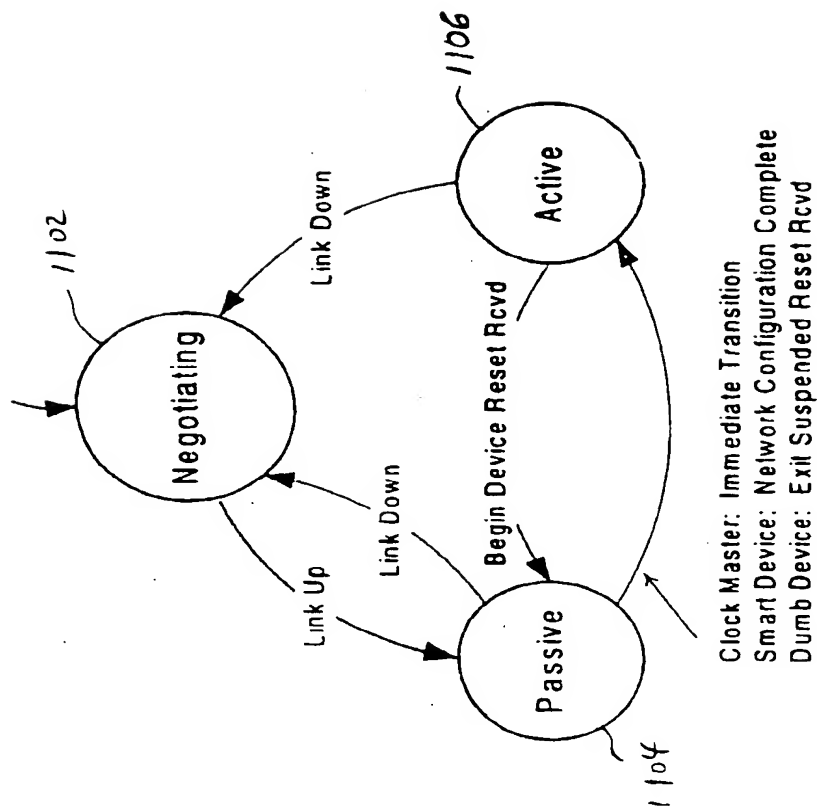 1102
Negotiating
Link Down
1106
Active
Link Up
Link Down
Begin Device Reset Rcvd
Passive
1104
Clock Master: Immediate Transition
Smart Device: Network Configuration Complete
Dumb Device: Exit Suspended Reset Rcvd